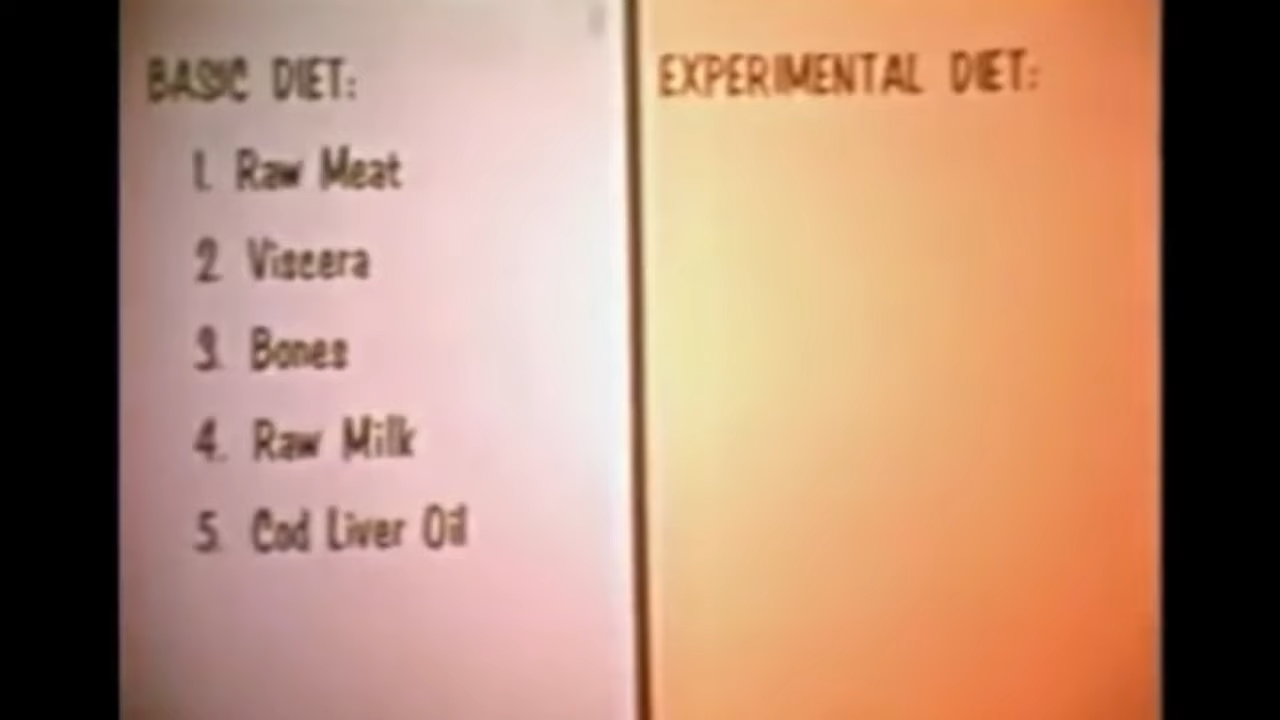 BASIC DIET:
1. Raw Meat
2. Viscera
3. Bones
4. Raw Milk
5. Cod Liver Oil
EXPERIMENTAL DIET: